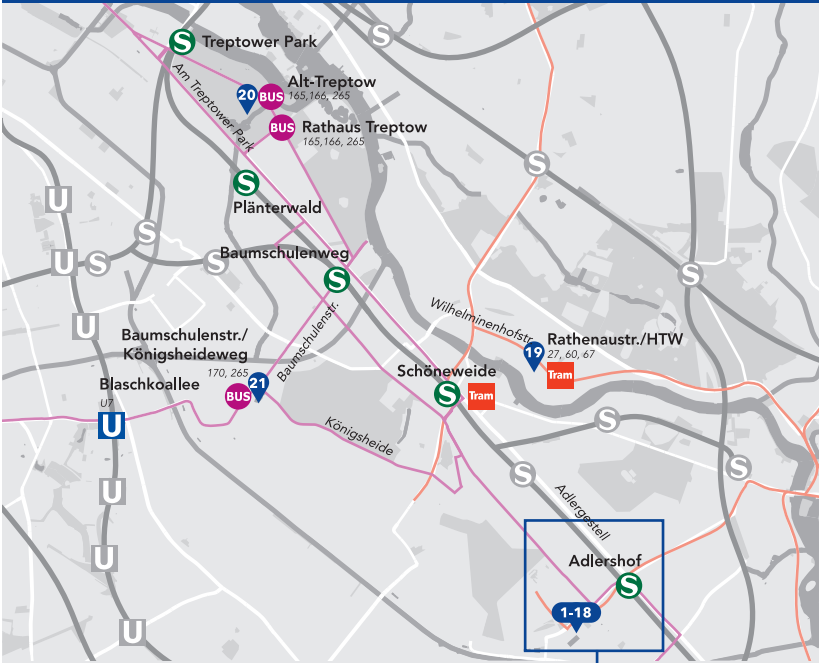 S
Treptower Park
S
Am Treptower Park
20
BUS
Alt-Treptow
165,166, 265
BUS
Rathaus Treptow
165,166, 265
S
S
Plänterwald
U
S
Baumschulenweg
U
S
S
S
S
U
Wilhelminenhofstr.
Baumschulenstr./
Königsheideweg
170, 265
Baumschulenstr.
19
Rathenaustr./HTW
27, 60, 67
Tram
Blaschkoallee
U7
U
BUS
21
Schöneweide
S
Tram
Königsheide
S
S
S
U
Adlergestell
U
Adlershof
S
1-18
U